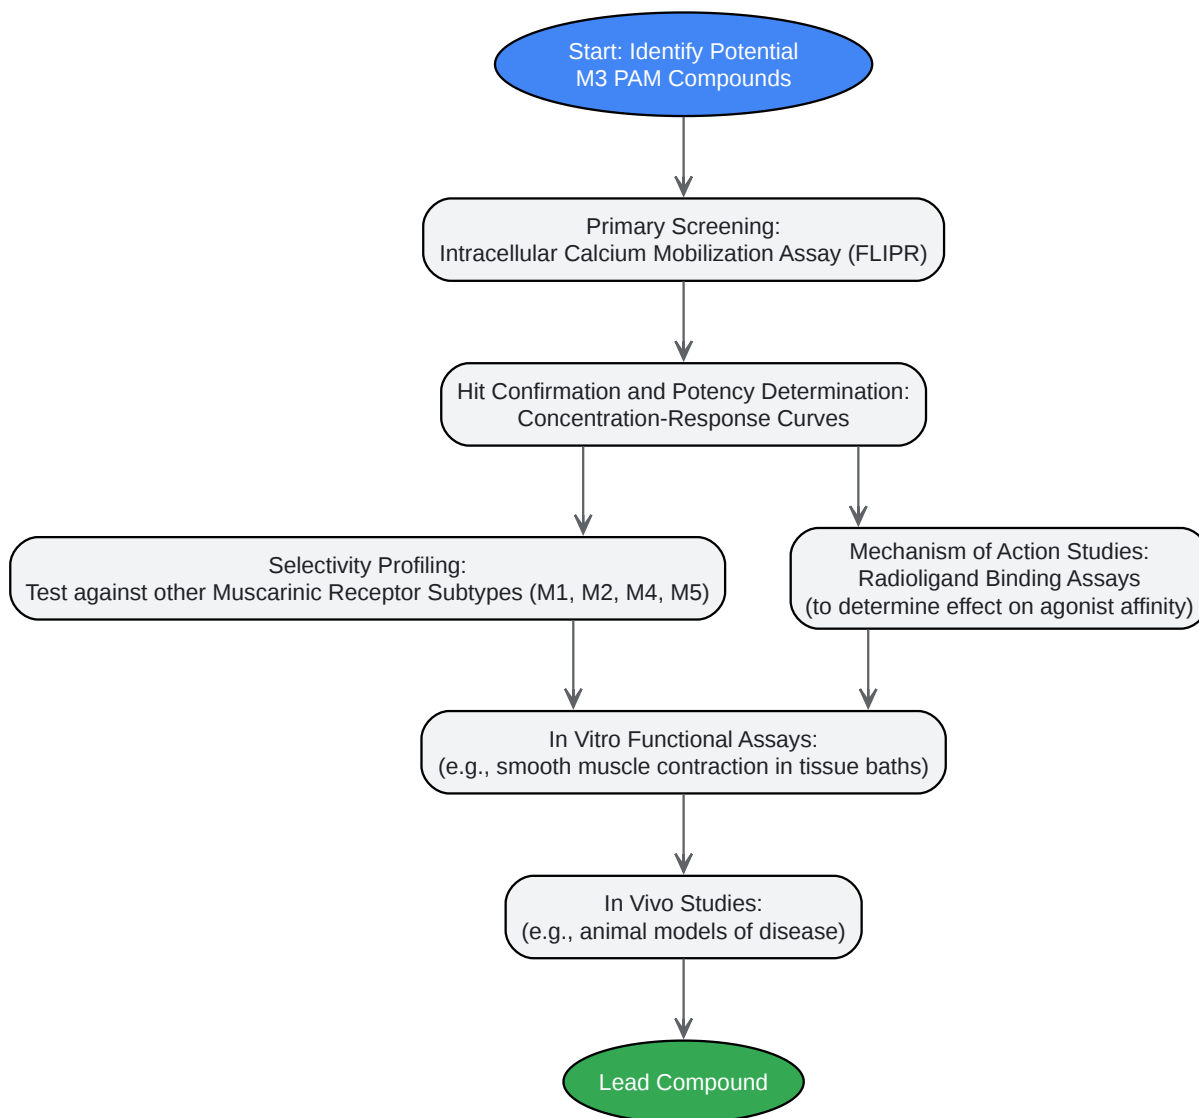 Start: Identify Potential
M3 PAM Compounds
Primary Screening:
Intracellular Calcium Mobilization Assay (FLIPR)
Hit Confirmation and Potency Determination:
Concentration-Response Curves
Selectivity Profiling:
Test against other Muscarinic Receptor Subtypes (M1, M2, M4, M5)
Mechanism of Action Studies:
Radioligand Binding Assays
(to determine effect on agonist affinity)
In Vitro Functional Assays:
(e.g., smooth muscle contraction in tissue baths)
In Vivo Studies:
(e.g., animal models of disease)
Lead Compound